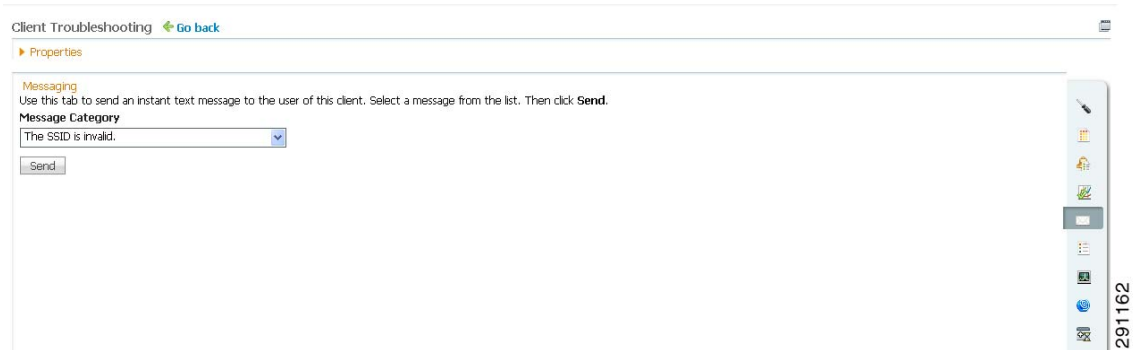 Client Troubleshooting Go back
Properties
Messaging
Use this tab to send an instant text message to the user of this client. Select a message from the list. Then click Send.
Message Category
The SSID is invalid.
Send
291162